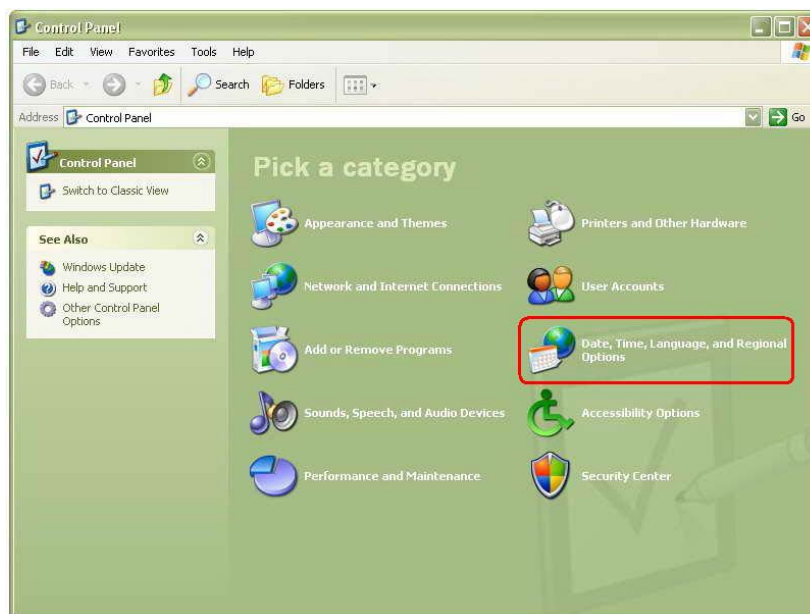 Control Panel
File Edit View Favorites Tools Help
Back Search Folders
Address Control Panel Go
Control Panel
Switch to Classic View
See Also
Windows Update
Help and Support
Other Control Panel
Options
Pick a category
Appearance and Themes
Printers and Other Hardware
Network and Internet Connections
User Accounts
Add or Remove Programs
Date, Time, Language, and Regional
Options
Sounds, Speech, and Audio Devices
Accessibility Options
Performance and Maintenance
Security Center